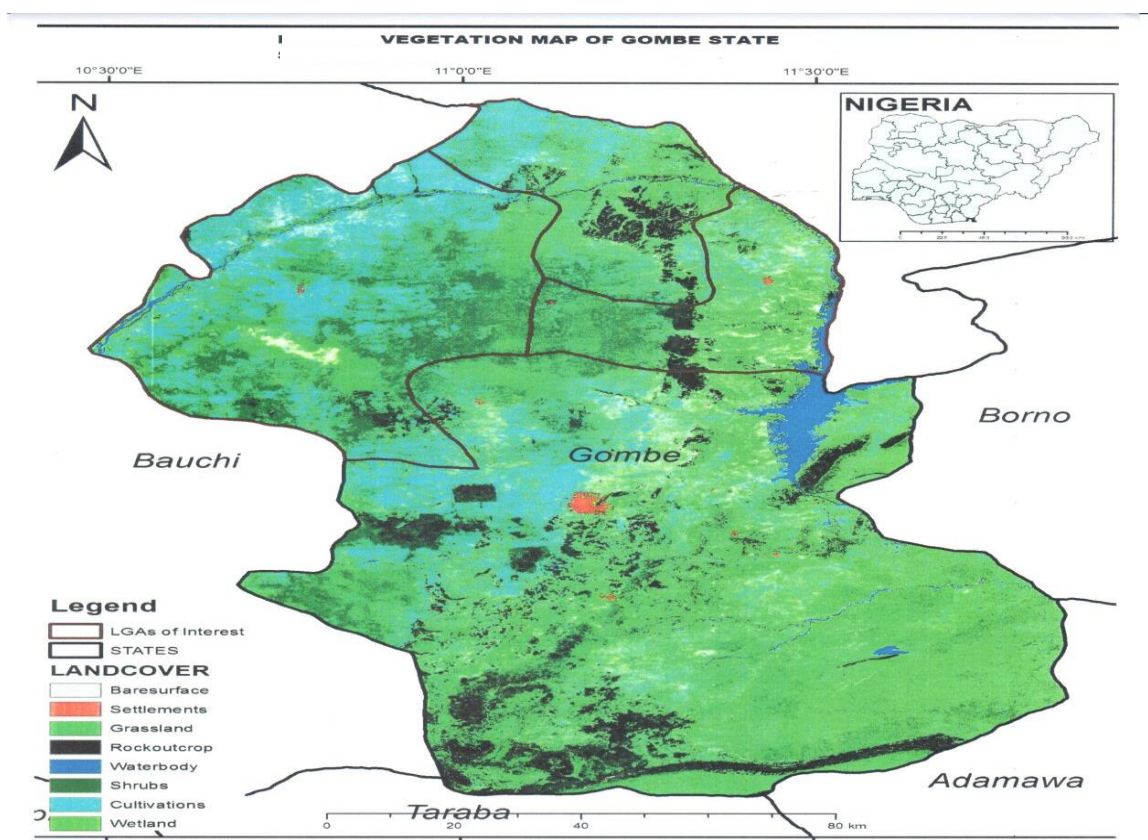 VEGETATION MAP OF GOMBE STATE
10°30'0"E
11°0'0"E
11°30'0"E
N
NIGERIA
Borno
Bauchi
Gombe
Legend
LGAs of Interest
STATES
LANDCOVER
Baresurface
Settlements
Grassland
Rockoutcrop
Waterbody
Shrubs
Cultivations
Wetland
Adamawa
Taraba
0 20 40 80 km